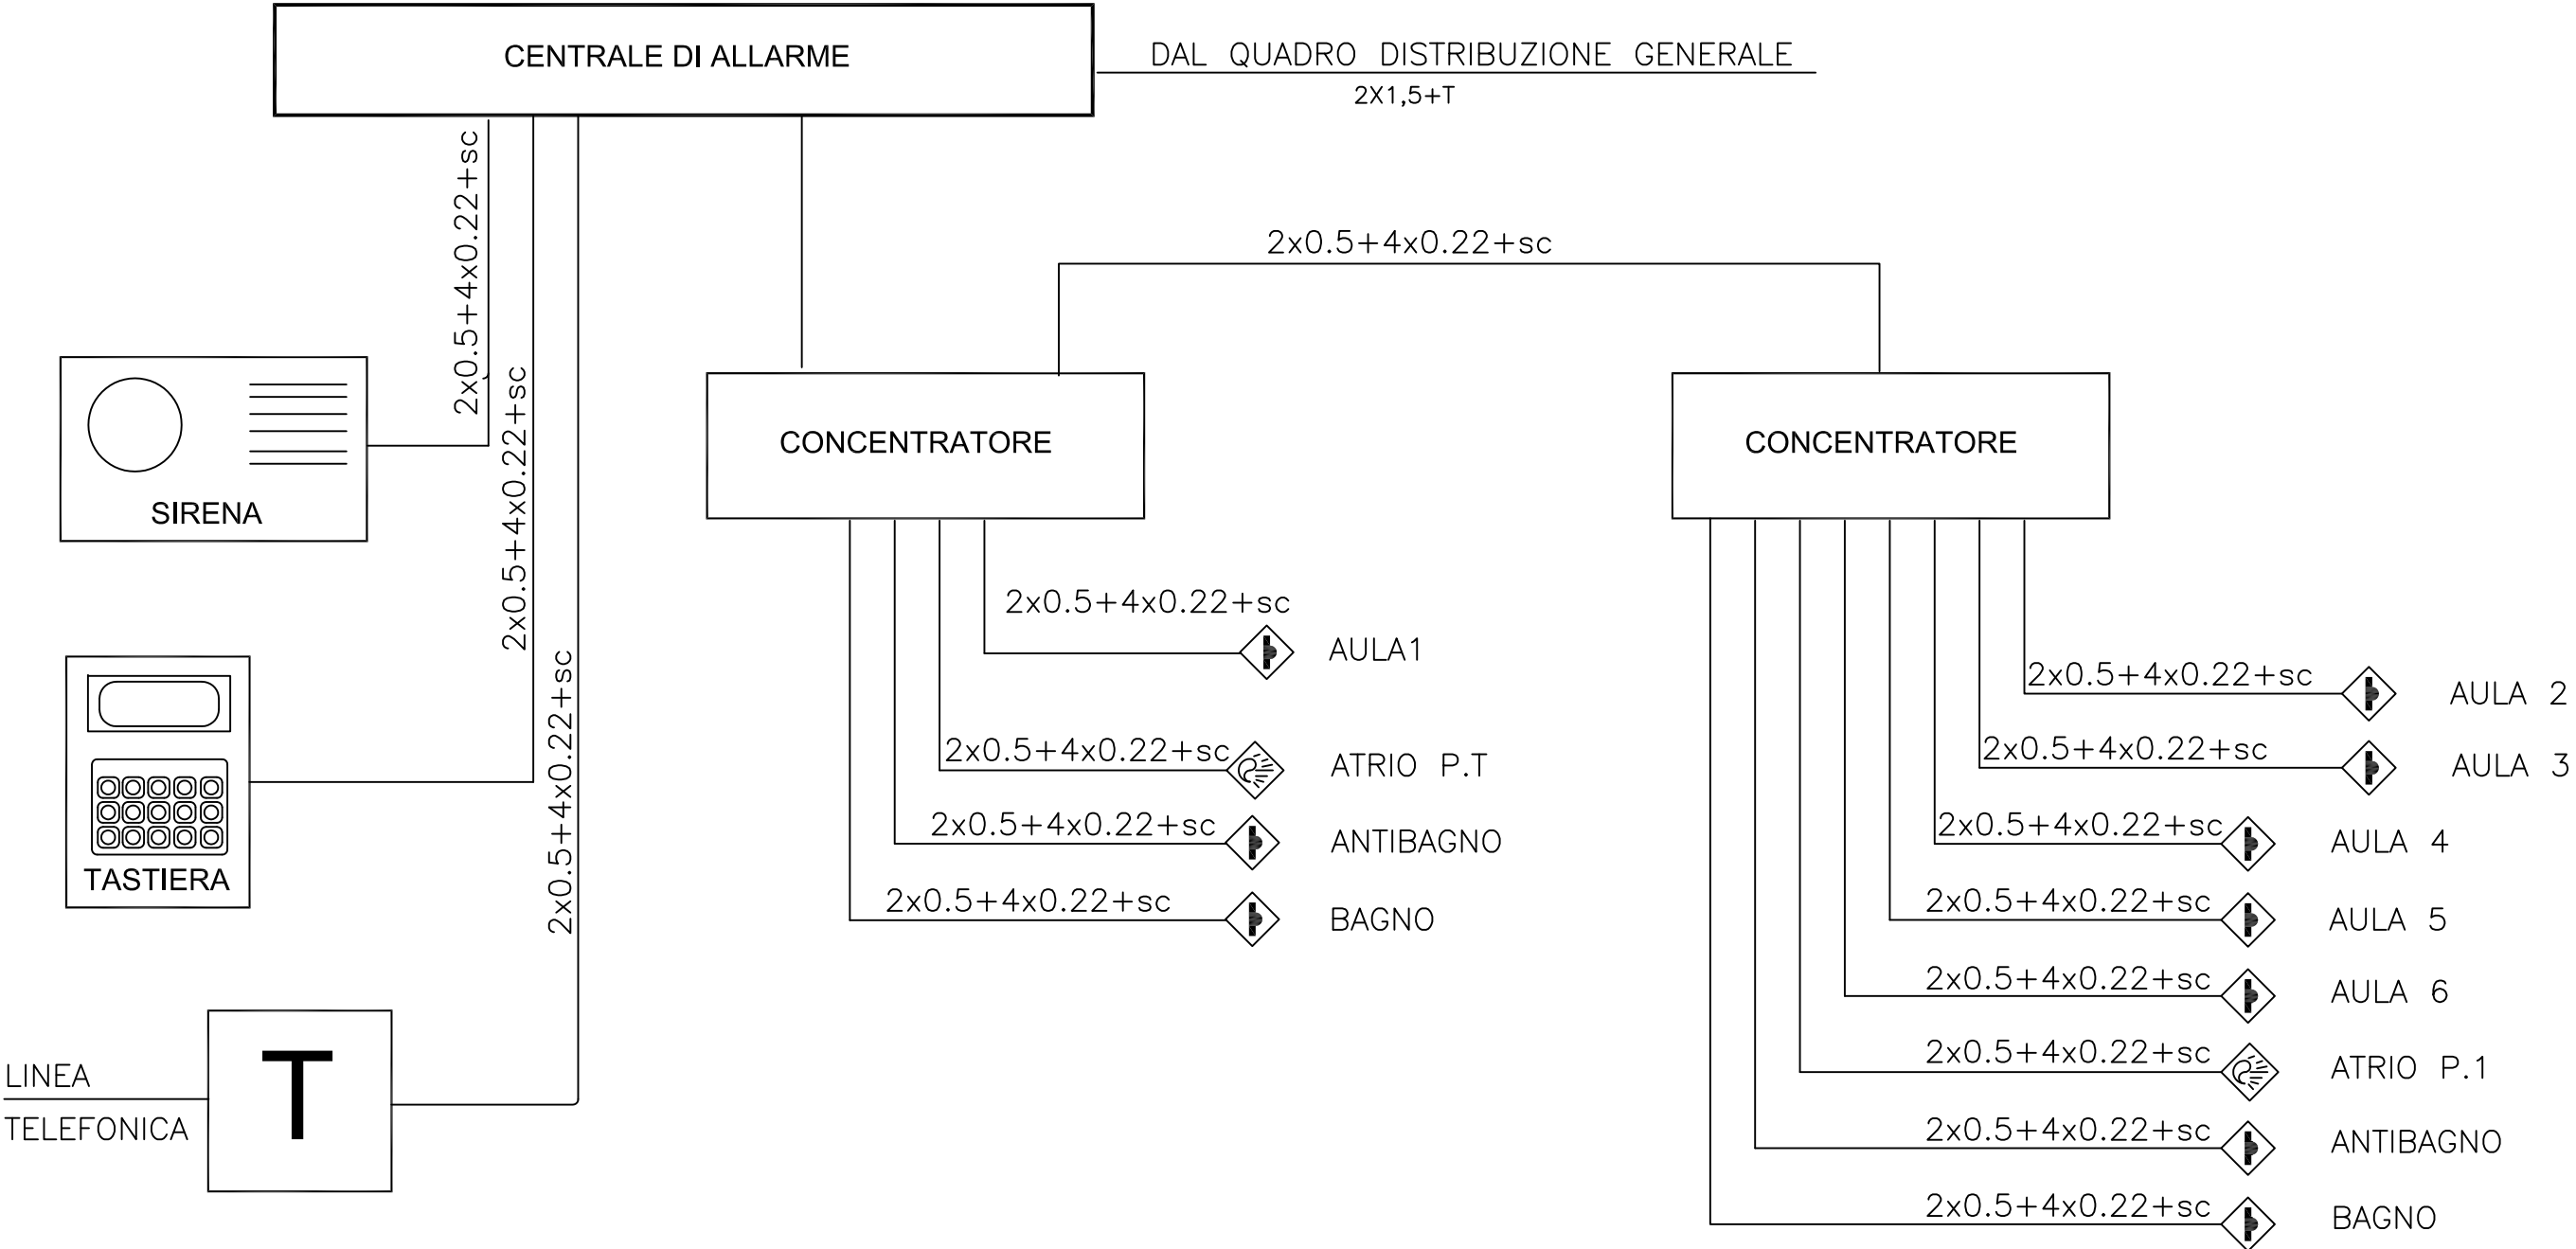 CENTRALE DI ALLARME
DAL QUADRO DISTRIBUZIONE GENERALE
2X1,5+T
2x0.5+4x0.22+sc
2x0.5+4x0.22+sc
2x0.5+4x0.22+sc
2x0.5+4x0.22+sc
SIRENA
TASTIERA
LINEA
TELEFONICA
T
CONCENTRATORE
2x0.5+4x0.22+sc
AULA1
2x0.5+4x0.22+sc
ATRIO P.T
2x0.5+4x0.22+sc
ANTIBAGNO
2x0.5+4x0.22+sc
BAGNO
CONCENTRATORE
2x0.5+4x0.22+sc
AULA 2
2x0.5+4x0.22+sc
AULA 3
2x0.5+4x0.22+sc
AULA 4
2x0.5+4x0.22+sc
AULA 5
2x0.5+4x0.22+sc
AULA 6
2x0.5+4x0.22+sc
ATRIO P.1
2x0.5+4x0.22+sc
ANTIBAGNO
2x0.5+4x0.22+sc
BAGNO